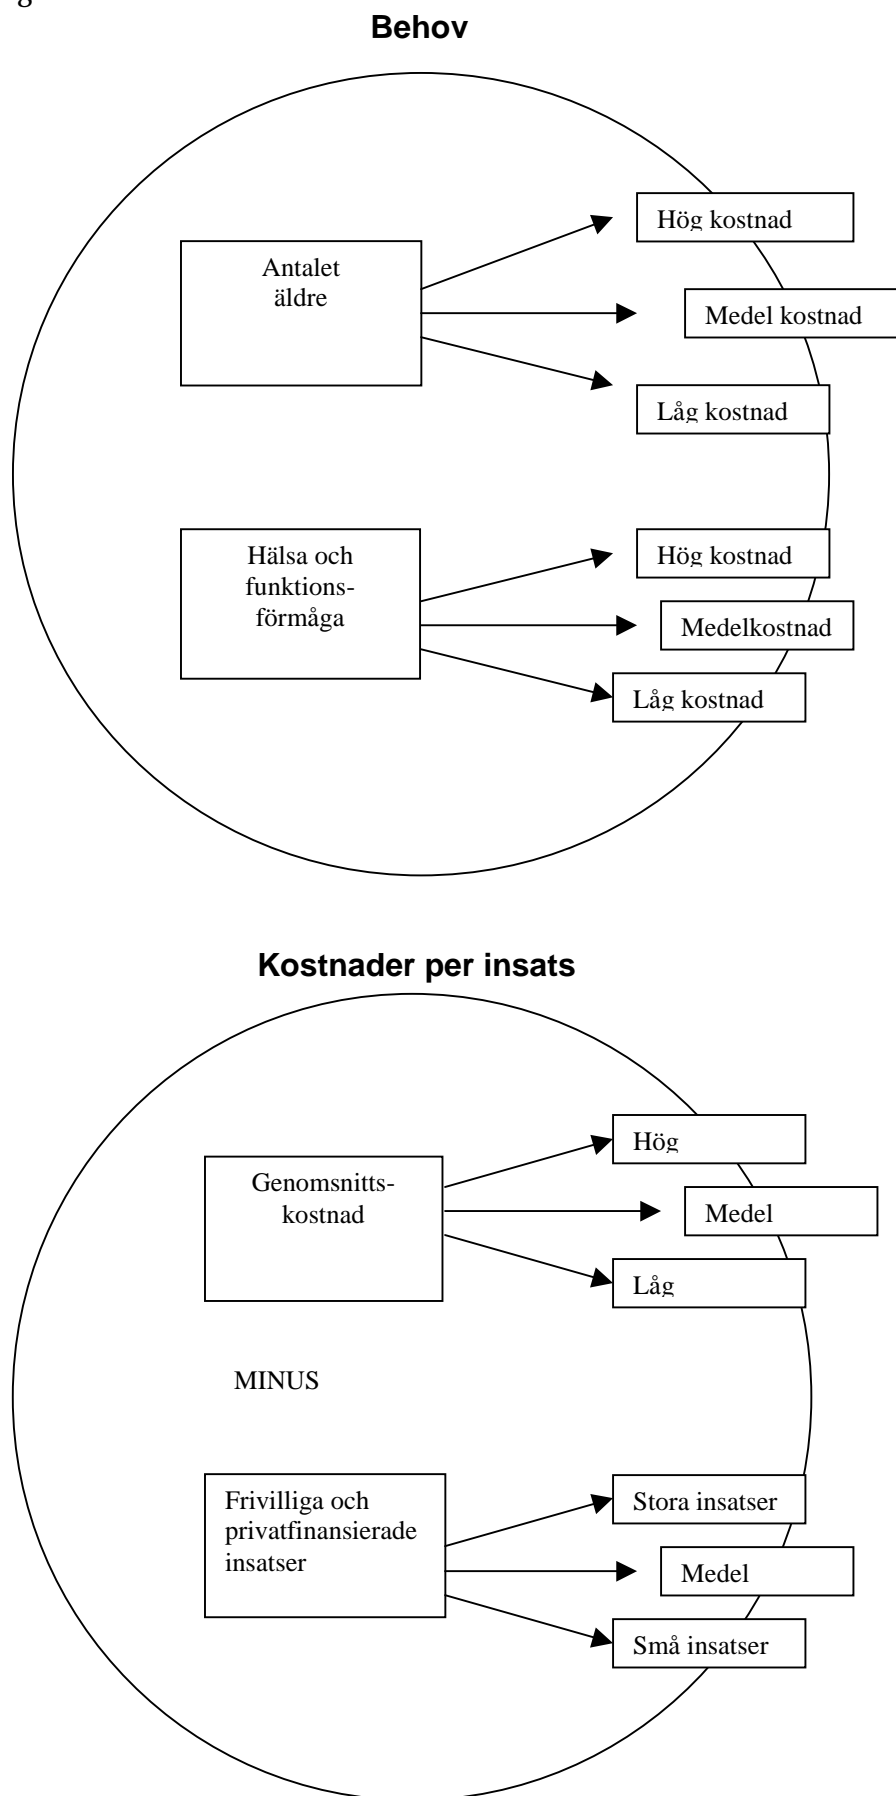 Behov
Antalet
äldre
Hög kostnad
Medel kostnad
Låg kostnad
Hälsa och
funktions-
förmåga
Hög kostnad
Medelkostnad
Låg kostnad
Kostnader per insats
Genomsnitts-
kostnad
Hög
Medel
Låg
MINUS
Frivilliga och
privatfinansierade
insatser
Stora insatser
Medel
Små insatser